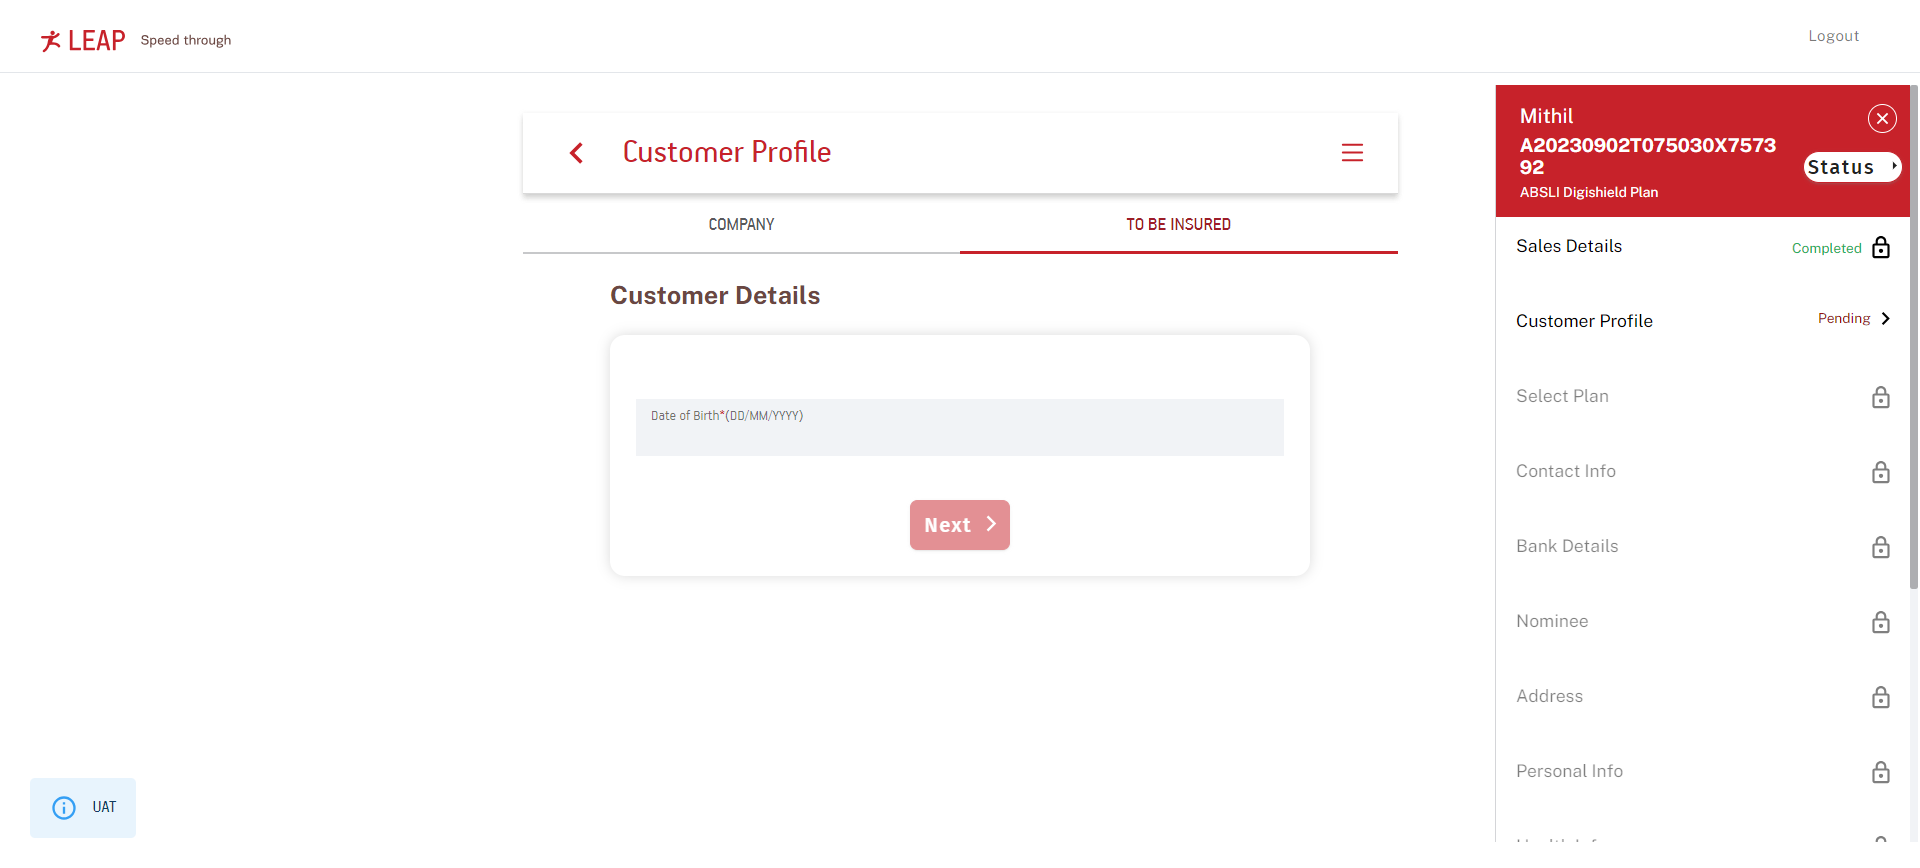 LEAP Speed through
Logout
Customer Profile
COMPANY
TO BE INSURED
Customer Details
Date of Birth*(DD/MM/YYYY)
Next
UAT
Mithil
A20230902T075030X7573
92
ABSLI Digishield Plan
Status
Sales Details
Completed
Customer Profile
Pending
Select Plan
Contact Info
Bank Details
Nominee
Address
Personal Info